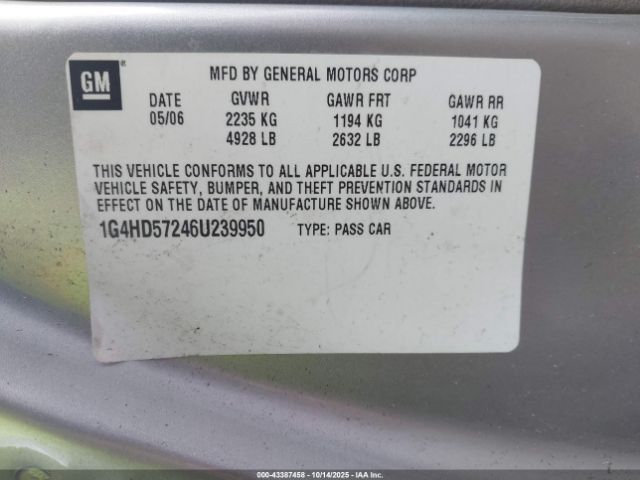 GM ®
MFD BY GENERAL MOTORS CORP
DATE GVWR GAWR FRT GAWR RR
05/06 2235 KG 1194 KG 1041 KG
4928 LB 2632 LB 2296 LB
THIS VEHICLE CONFORMS TO ALL APPLICABLE U.S. FEDERAL MOTOR
VEHICLE SAFETY, BUMPER, AND THEFT PREVENTION STANDARDS IN
EFFECT ON THE DATE OF MANUFACTURE SHOWN ABOVE.
1G4HD57246U239950 TYPE: PASS CAR
000-43387458 - 10/14/2025 - IAA Inc.